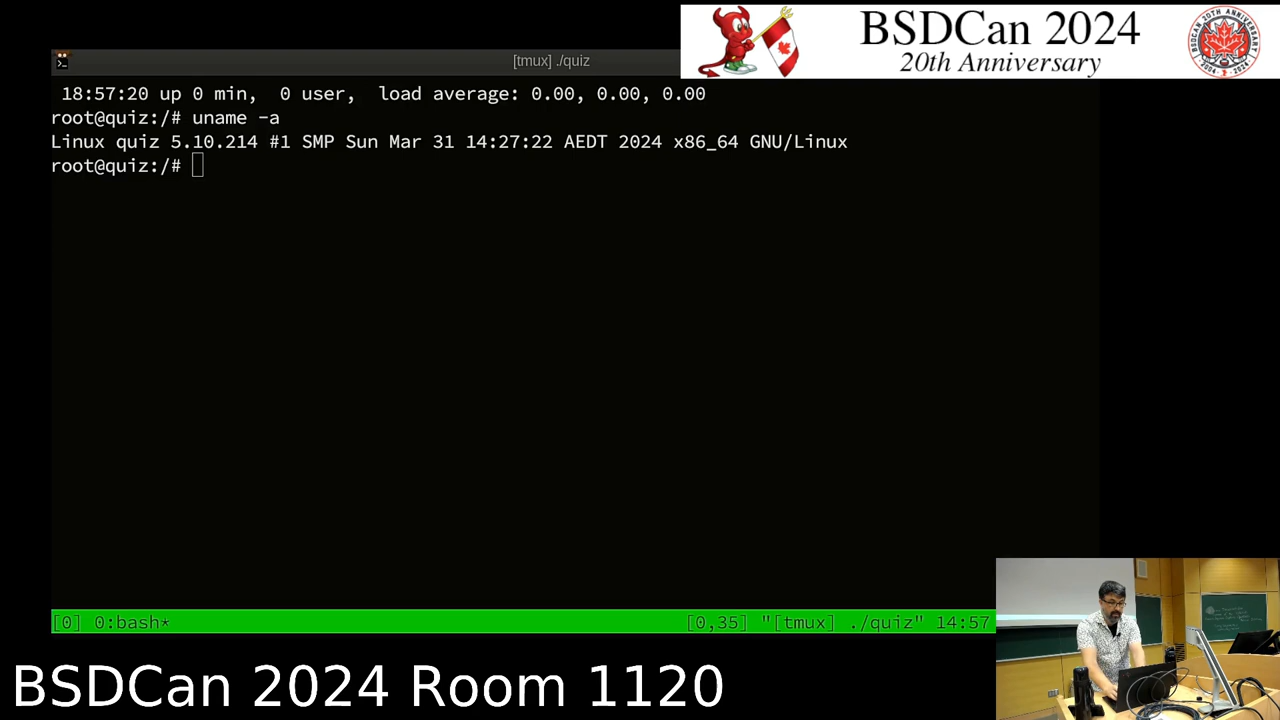 BSDCan 2024
20th Anniversary
[tmux] ./quiz
18:57:20 up 0 min,  0 user,  load average: 0.00, 0.00, 0.00
root@quiz:/# uname -a
Linux quiz 5.10.214 #1 SMP Sun Mar 31 14:27:22 AEDT 2024 x86_64 GNU/Linux
root@quiz:/#
[0] 0:bash* [0,35] "[tmux] ./quiz" 14:57
BSDCan 2024 Room 1120